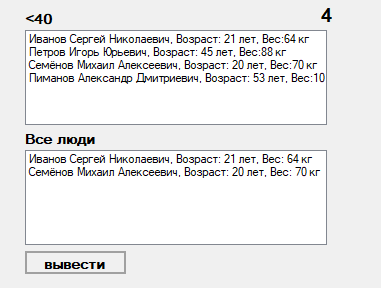 <40
4
Иванов Сергей Николаевич, Возраст: 21 лет, Вес:64 кг
Петров Игорь Юрьевич, Возраст: 45 лет, Вес:88 кг
Семёнов Михаил Алексеевич, Возраст: 20 лет, Вес:70 кг
Пиманов Александр Дмитриевич, Возраст: 53 лет, Вес:10
Все люди
Иванов Сергей Николаевич, Возраст: 21 лет, Вес: 64 кг
Семёнов Михаил Алексеевич, Возраст: 20 лет, Вес: 70 кг
вывести